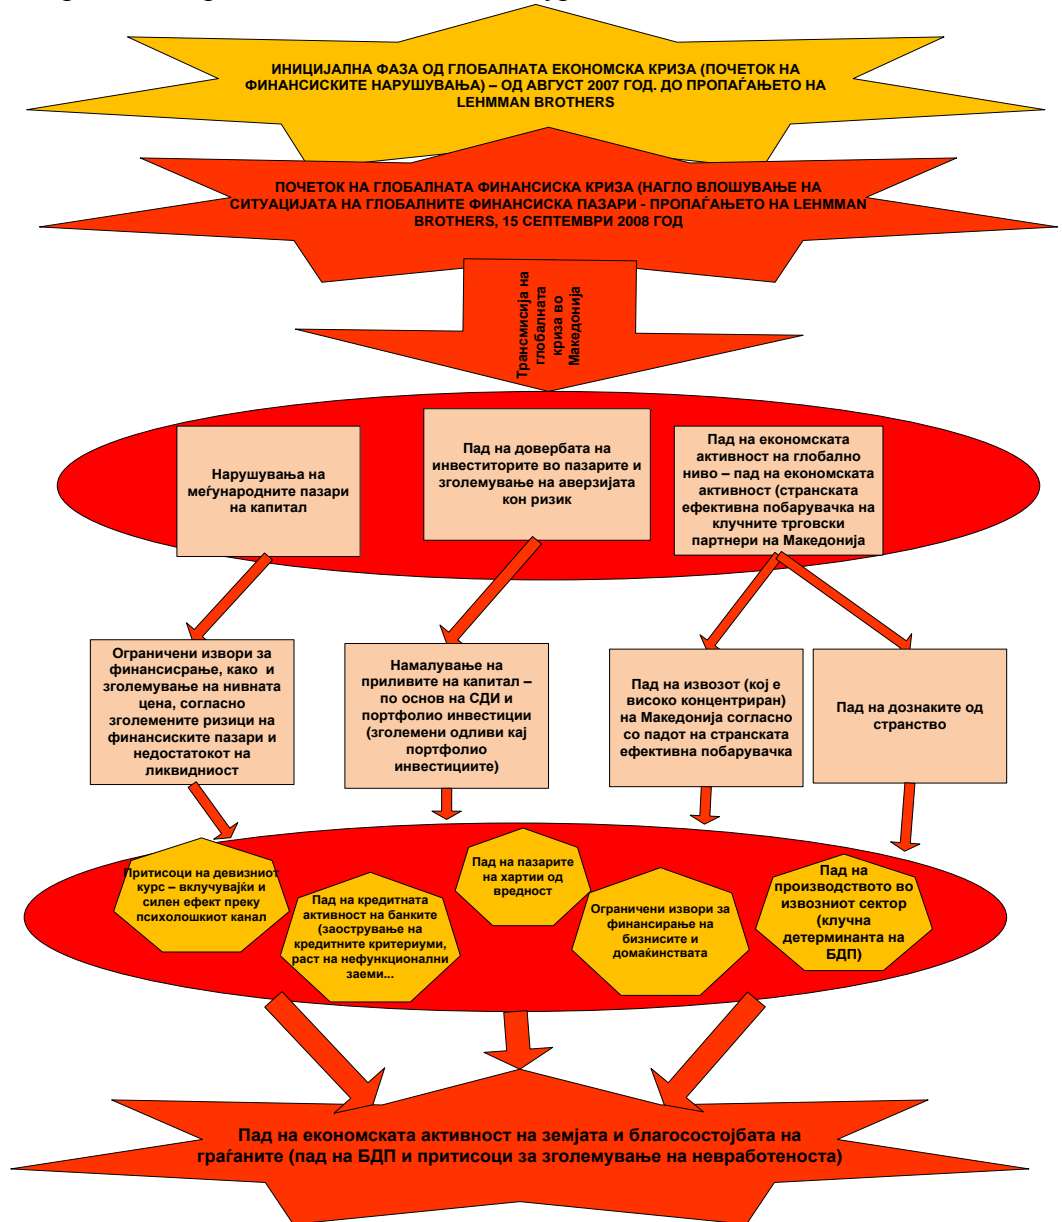 ИНИЦИЈАЛНА ФАЗА ОД ГЛОБАЛНАТА ЕКОНОМСКА КРИЗА (ПОЧЕТОК НА
ФИНАНСИСКИТЕ НАРУШУВАЊА) – ОД АВГУСТ 2007 ГОД. ДО ПРОПАЃАЊЕТО НА
LEHMMAN BROTHERS
ПОЧЕТОК НА ГЛОБАЛНАТА ФИНАНСИСКА КРИЗА (НАГЛО ВЛОШУВАЊЕ НА
СИТУАЦИЈАТА НА ГЛОБАЛНИТЕ ФИНАНСИСКА ПАЗАРИ - ПРОПАЃАЊЕТО НА LEHMMAN
BROTHERS, 15 СЕПТЕМВРИ 2008 ГОД
Трансмисија на
глобалната
криза во
Македонија
Нарушувања на
меѓународните пазари
на капитал
Пад на довербата на
инвеститорите во пазарите и
зголемување на аверзијата
кон ризик
Пад на економската
активност на глобално
ниво – пад на економската
активност (странската
ефективна побарувачка на
клучните трговски
партнери на Македонија
Ограничени извори за
финансисрање, како и
зголемување на нивната
цена, согласно
зголемените ризици на
финансиските пазари и
недостатокот на
ликвидниост
Намалување на
приливите на капитал –
по основ на СДИ и
портфолио инвестиции
(зголемени одливи кај
портфолио
инвестициите)
Пад на извозот (кој е
високо концентриран)
на Македонија согласно
со падот на странската
ефективна побарувачка
Пад на дознаките од
странство
Притисоци на девизниот
курс – вклучувајќи и
силен ефект преку
психолошкиот канал
Пад на кредитната
активност на банките
(заострување на
кредитните критериуми,
раст на нефункционални
заеми...
Пад на пазарите
на хартии од
вредност
Ограничени извори за
финансирање на
бизнисите и
домаќинствата
Пад на
производството во
извозниот сектор
(клучна
детерминанта на
БДП)
Пад на економската активност на земјата и благосостојбата на
граѓаните (пад на БДП и притисоци за зголемување на невработеноста)